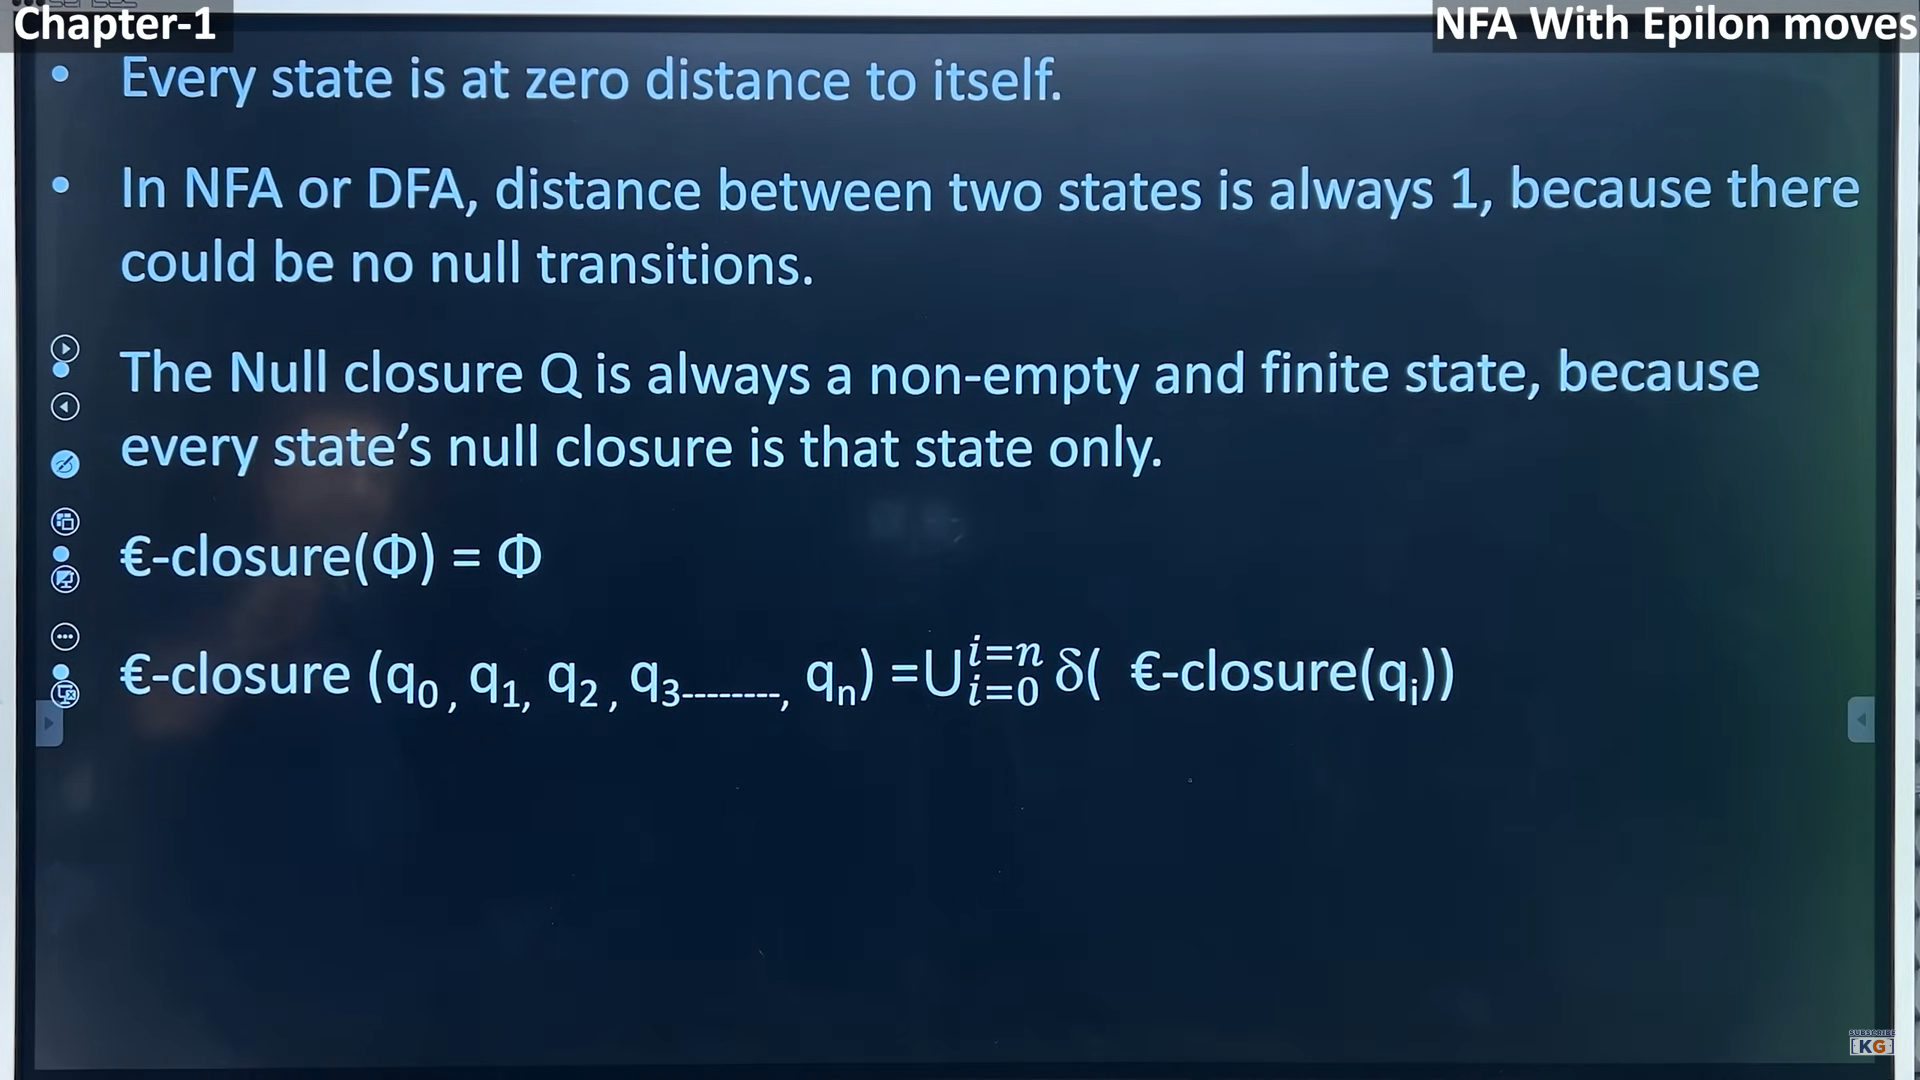 Chapter-1
NFA With Epilon moves
• Every state is at zero distance to itself.
• In NFA or DFA, distance between two states is always 1, because there
could be no null transitions.
• The Null closure Q is always a non-empty and finite state, because
every state’s null closure is that state only.
• €-closure(Φ) = Φ
• €-closure (q₀ , q₁, q₂ , q₃--------, qₙ) =⋃ᵢ₌₀ⁱ⁼ⁿ δ( €-closure(qᵢ))
SUBSCRIBE
KG